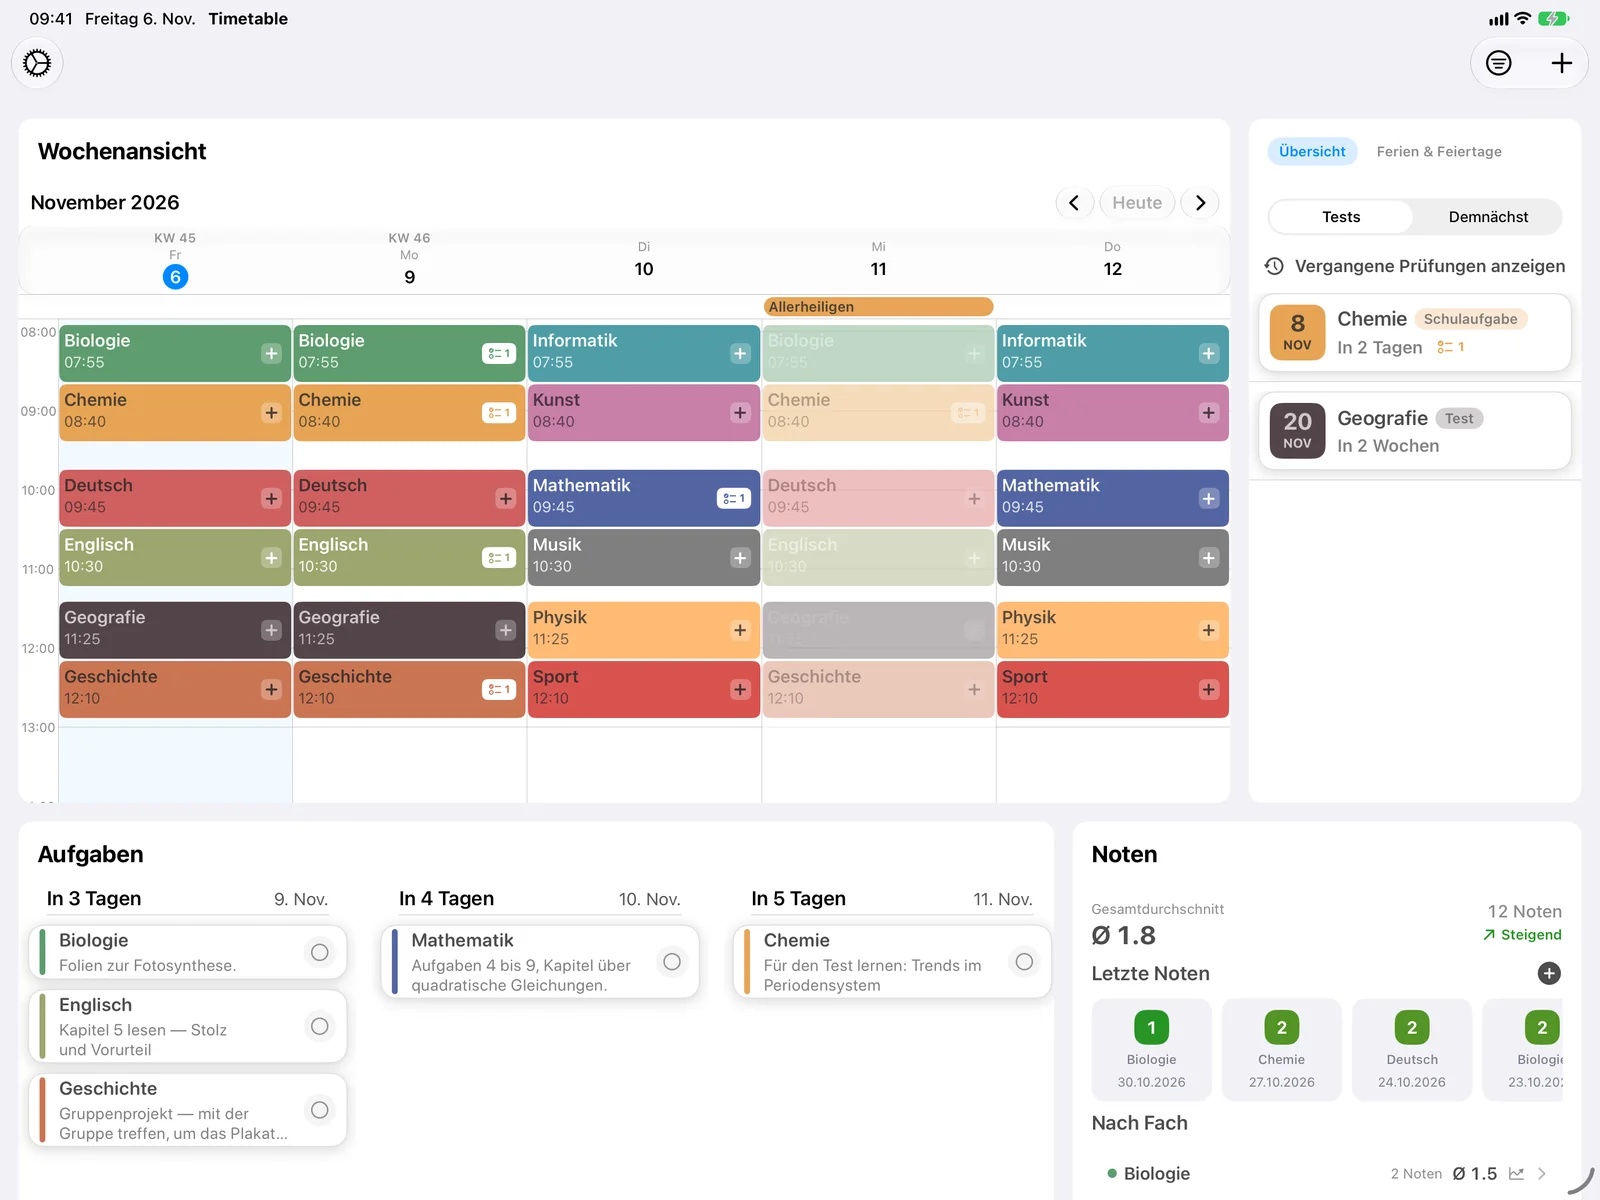 09:41 Freitag 6. Nov. Timetable
Wochenansicht
November 2026
Heute
KW 45
Fr
6
KW 46
Mo
9
Di
10
Mi
11
Do
12
Allerheiligen
08:00
09:00
10:00
11:00
12:00
13:00
Biologie
07:55
Chemie
08:40
Deutsch
09:45
Englisch
10:30
Geografie
11:25
Geschichte
12:10
Biologie
07:55
1
Chemie
08:40
1
Deutsch
09:45
Englisch
10:30
1
Geografie
11:25
Geschichte
12:10
1
Informatik
07:55
Kunst
08:40
Mathematik
09:45
1
Musik
10:30
Physik
11:25
Sport
12:10
Biologie
07:55
Chemie
08:40
1
Deutsch
09:45
Englisch
10:30
Geografie
11:25
Geschichte
12:10
Informatik
07:55
Kunst
08:40
Mathematik
09:45
Musik
10:30
Physik
11:25
Sport
12:10
Übersicht
Ferien & Feiertage
Tests
Demnächst
Vergangene Prüfungen anzeigen
8
NOV
Chemie Schulaufgabe
In 2 Tagen 1
20
NOV
Geografie Test
In 2 Wochen
Aufgaben
In 3 Tagen 9. Nov.
Biologie
Folien zur Fotosynthese.
Englisch
Kapitel 5 lesen — Stolz
und Vorurteil
Geschichte
Gruppenprojekt — mit der
Gruppe treffen, um das Plakat...
In 4 Tagen 10. Nov.
Mathematik
Aufgaben 4 bis 9, Kapitel über
quadratische Gleichungen.
In 5 Tagen 11. Nov.
Chemie
Für den Test lernen: Trends im
Periodensystem
Noten
Gesamtdurchschnitt
Ø 1.8
12 Noten
Steigend
Letzte Noten
1
Biologie
30.10.2026
2
Chemie
27.10.2026
2
Deutsch
24.10.2026
2
Biologie
23.10.202
Nach Fach
Biologie 2 Noten Ø 1.5